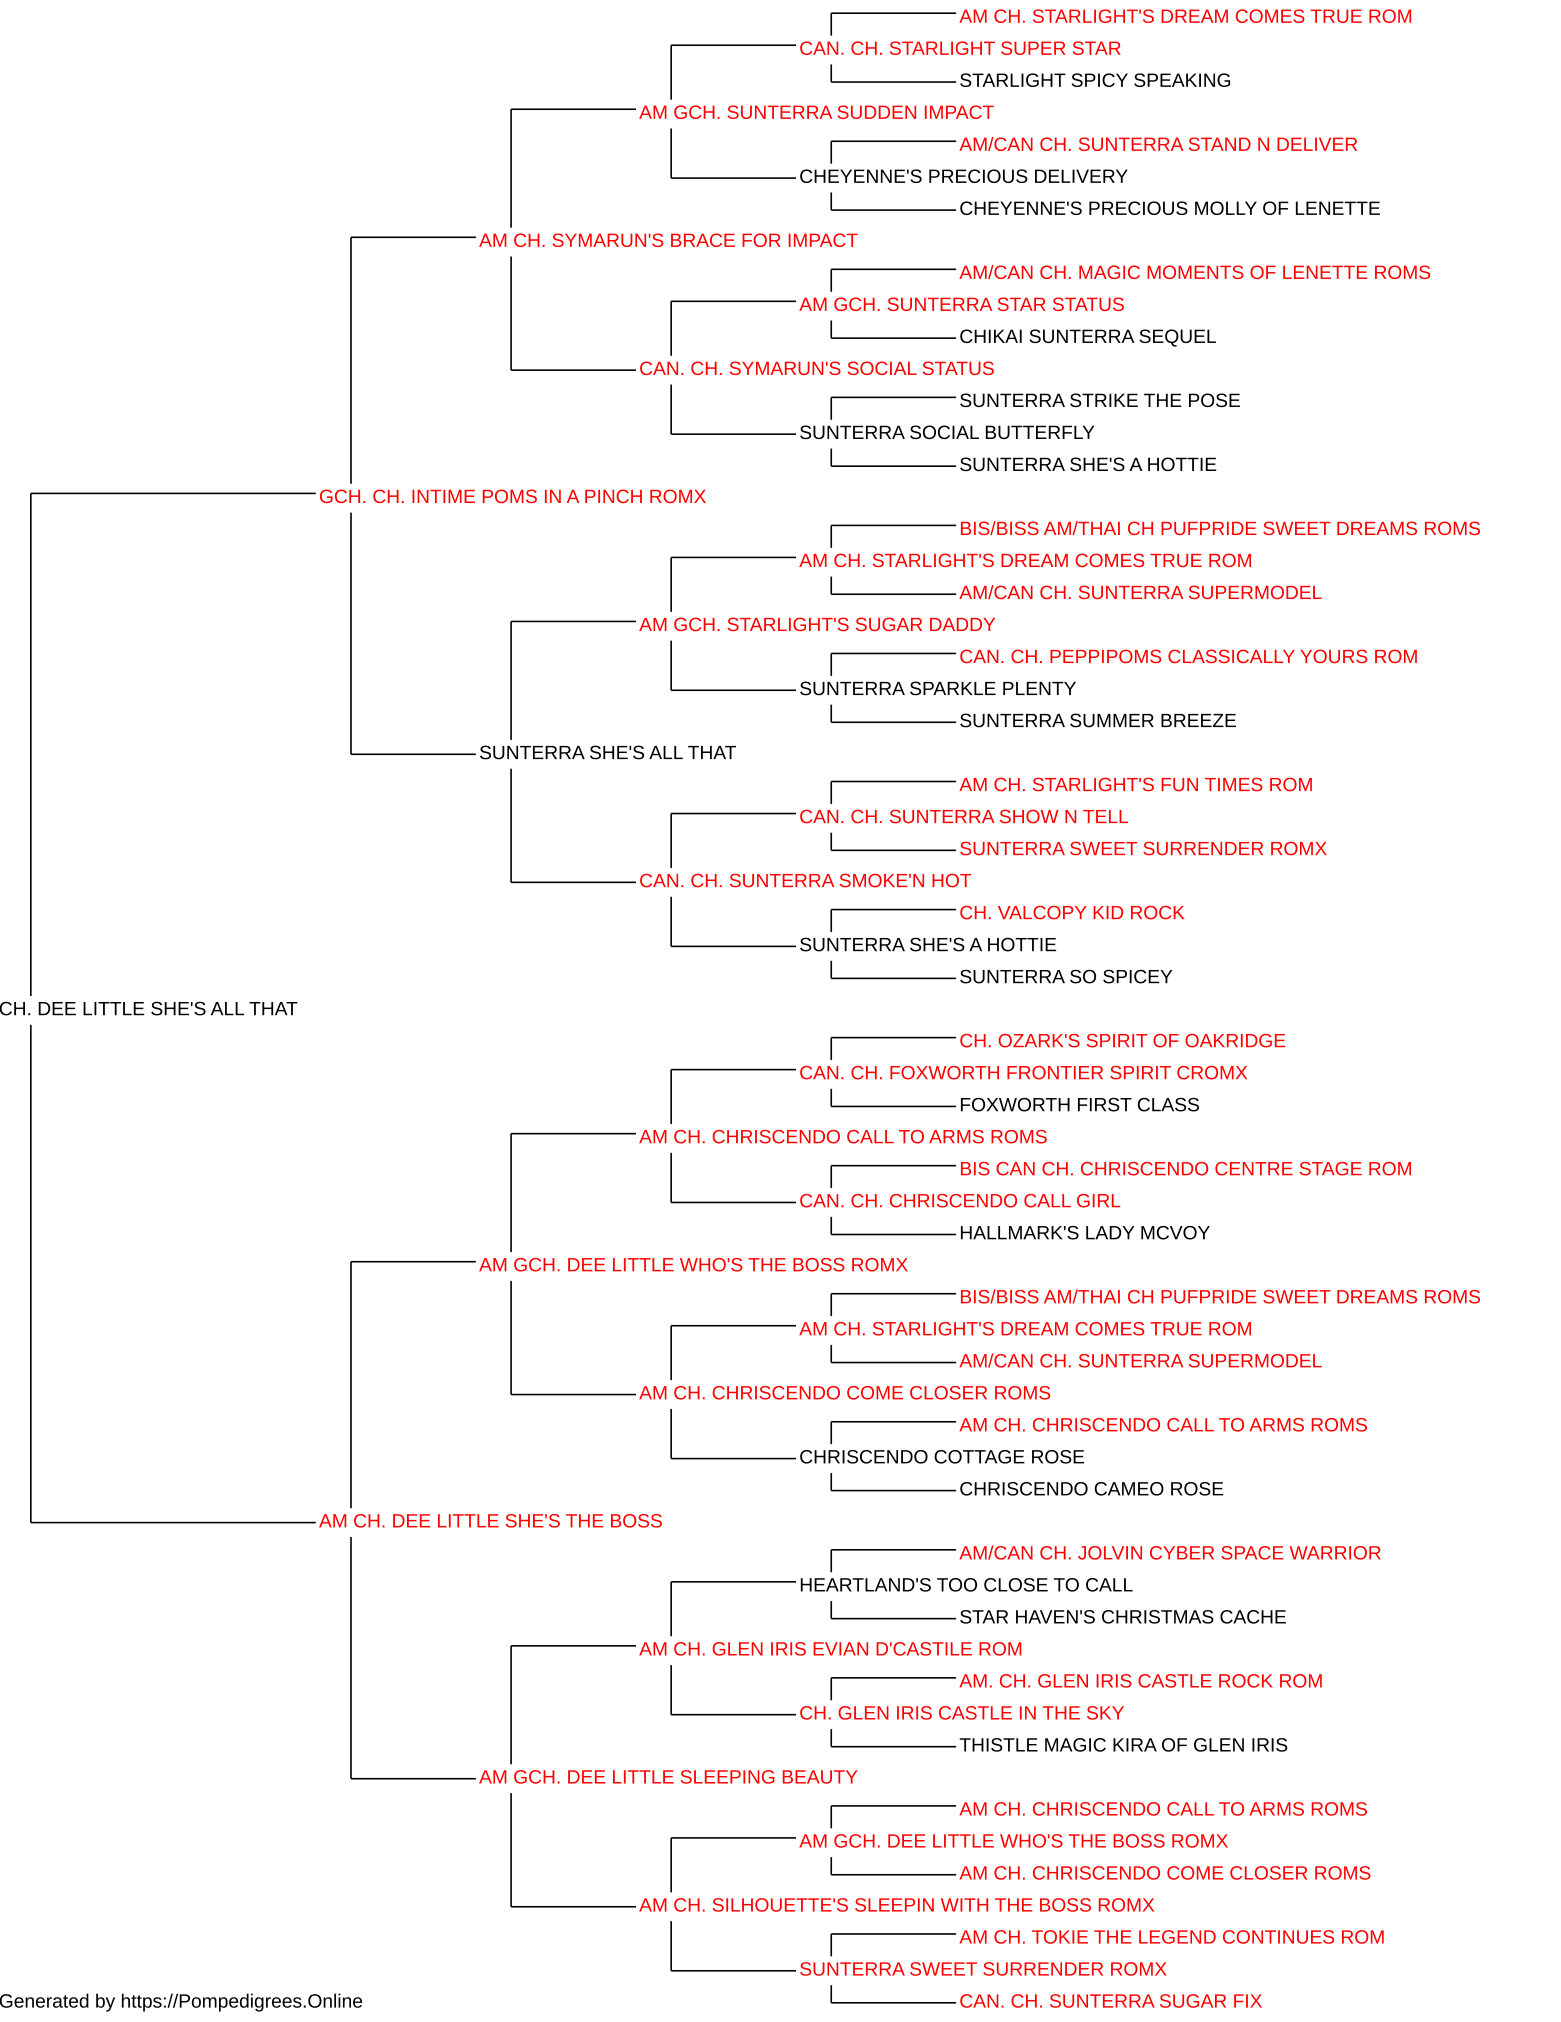 AM CH. STARLIGHT'S DREAM COMES TRUE ROM
CAN. CH. STARLIGHT SUPER STAR
STARLIGHT SPICY SPEAKING
AM GCH. SUNTERRA SUDDEN IMPACT
AM/CAN CH. SUNTERRA STAND N DELIVER
CHEYENNE'S PRECIOUS DELIVERY
CHEYENNE'S PRECIOUS MOLLY OF LENETTE
AM CH. SYMARUN'S BRACE FOR IMPACT
AM/CAN CH. MAGIC MOMENTS OF LENETTE ROMS
AM GCH. SUNTERRA STAR STATUS
CHIKAI SUNTERRA SEQUEL
CAN. CH. SYMARUN'S SOCIAL STATUS
SUNTERRA STRIKE THE POSE
SUNTERRA SOCIAL BUTTERFLY
SUNTERRA SHE'S A HOTTIE
GCH. CH. INTIME POMS IN A PINCH ROMX
BIS/BISS AM/THAI CH PUFPRIDE SWEET DREAMS ROMS
AM CH. STARLIGHT'S DREAM COMES TRUE ROM
AM/CAN CH. SUNTERRA SUPERMODEL
AM GCH. STARLIGHT'S SUGAR DADDY
CAN. CH. PEPPIPOMS CLASSICALLY YOURS ROM
SUNTERRA SPARKLE PLENTY
SUNTERRA SUMMER BREEZE
SUNTERRA SHE'S ALL THAT
AM CH. STARLIGHT'S FUN TIMES ROM
CAN. CH. SUNTERRA SHOW N TELL
SUNTERRA SWEET SURRENDER ROMX
CAN. CH. SUNTERRA SMOKE'N HOT
CH. VALCOPY KID ROCK
SUNTERRA SHE'S A HOTTIE
SUNTERRA SO SPICEY
CH. DEE LITTLE SHE'S ALL THAT
CH. OZARK'S SPIRIT OF OAKRIDGE
CAN. CH. FOXWORTH FRONTIER SPIRIT CROMX
FOXWORTH FIRST CLASS
AM CH. CHRISCENDO CALL TO ARMS ROMS
BIS CAN CH. CHRISCENDO CENTRE STAGE ROM
CAN. CH. CHRISCENDO CALL GIRL
HALLMARK'S LADY MCVOY
AM GCH. DEE LITTLE WHO'S THE BOSS ROMX
BIS/BISS AM/THAI CH PUFPRIDE SWEET DREAMS ROMS
AM CH. STARLIGHT'S DREAM COMES TRUE ROM
AM/CAN CH. SUNTERRA SUPERMODEL
AM CH. CHRISCENDO COME CLOSER ROMS
AM CH. CHRISCENDO CALL TO ARMS ROMS
CHRISCENDO COTTAGE ROSE
CHRISCENDO CAMEO ROSE
AM CH. DEE LITTLE SHE'S THE BOSS
AM/CAN CH. JOLVIN CYBER SPACE WARRIOR
HEARTLAND'S TOO CLOSE TO CALL
STAR HAVEN'S CHRISTMAS CACHE
AM CH. GLEN IRIS EVIAN D'CASTILE ROM
AM. CH. GLEN IRIS CASTLE ROCK ROM
CH. GLEN IRIS CASTLE IN THE SKY
THISTLE MAGIC KIRA OF GLEN IRIS
AM GCH. DEE LITTLE SLEEPING BEAUTY
AM CH. CHRISCENDO CALL TO ARMS ROMS
AM GCH. DEE LITTLE WHO'S THE BOSS ROMX
AM CH. CHRISCENDO COME CLOSER ROMS
AM CH. SILHOUETTE'S SLEEPIN WITH THE BOSS ROMX
AM CH. TOKIE THE LEGEND CONTINUES ROM
SUNTERRA SWEET SURRENDER ROMX
CAN. CH. SUNTERRA SUGAR FIX
Generated by https://Pompedigrees.Online